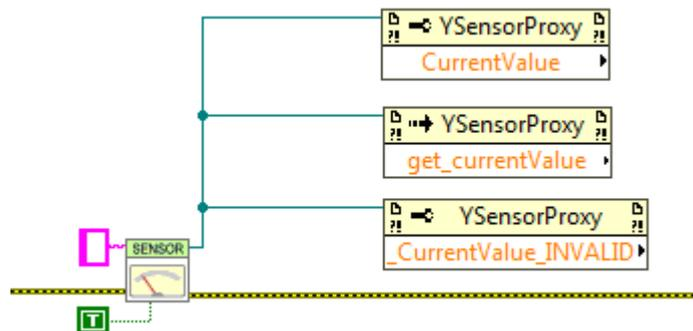 YSensorProxy
CurrentValue
YSensorProxy
get_currentValue
YSensorProxy
_CurrentValue_INVALID
SENSOR
T